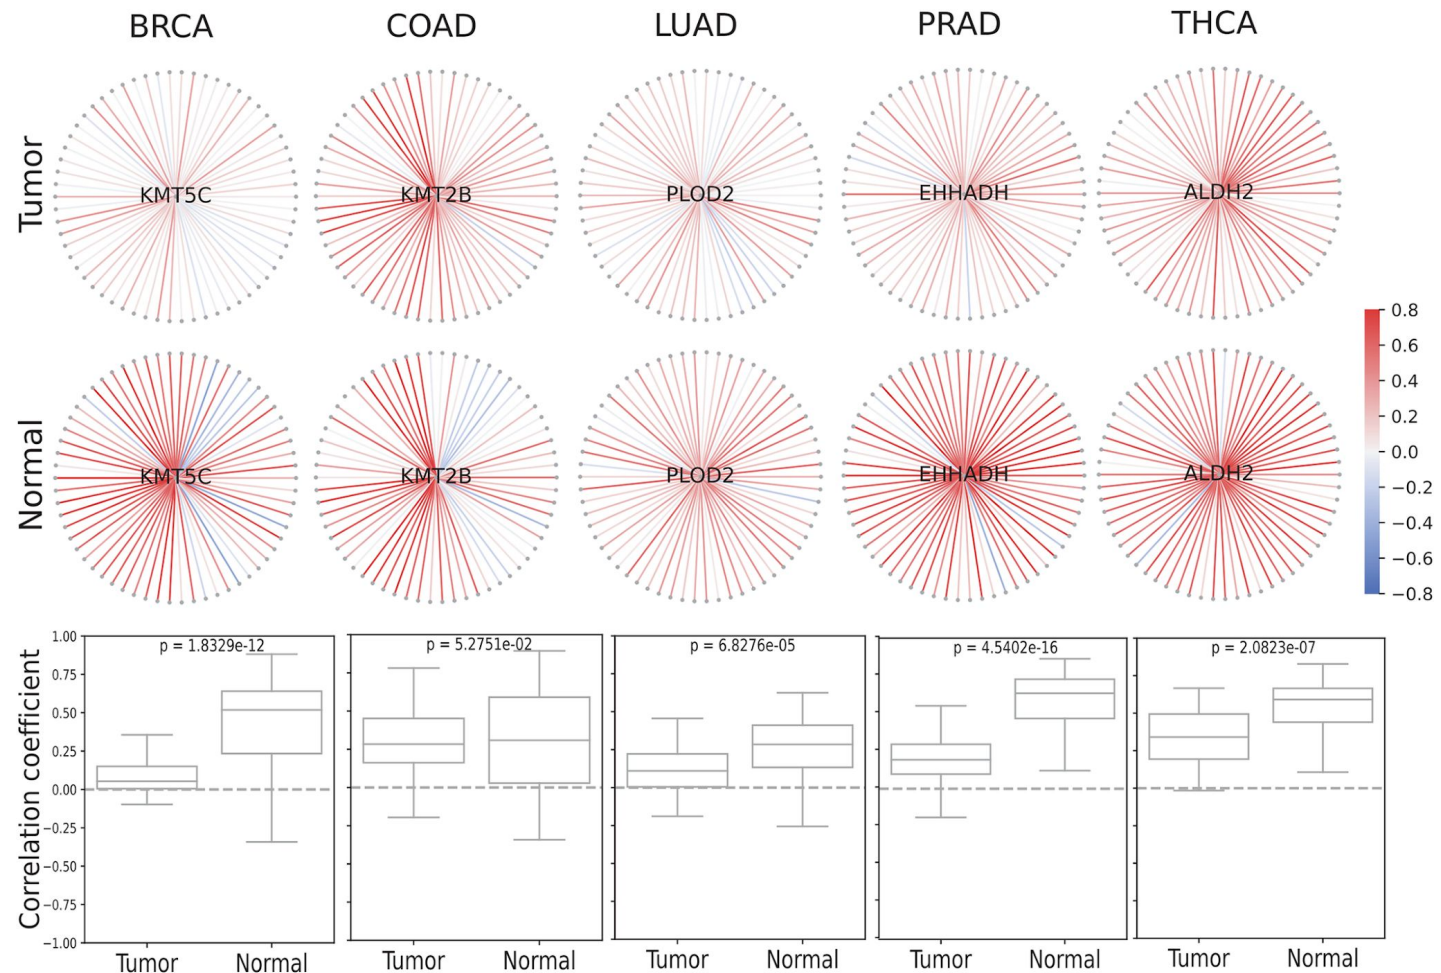 BRCA COAD LUAD PRAD THCA
Tumor
KMT5C KMT2B PLOD2 EHHADH ALDH2
Normal
KMT5C KMT2B PLOD2 EHHADH ALDH2
0.8
0.6
0.4
0.2
0.0
−0.2
−0.4
−0.6
−0.8
Correlation coefficient
1.00
0.75
0.50
0.25
0.00
−0.25
−0.50
−0.75
−1.00
p = 1.8329e-12 p = 5.2751e-02 p = 6.8276e-05 p = 4.5402e-16 p = 2.0823e-07
Tumor Normal Tumor Normal Tumor Normal Tumor Normal Tumor Normal